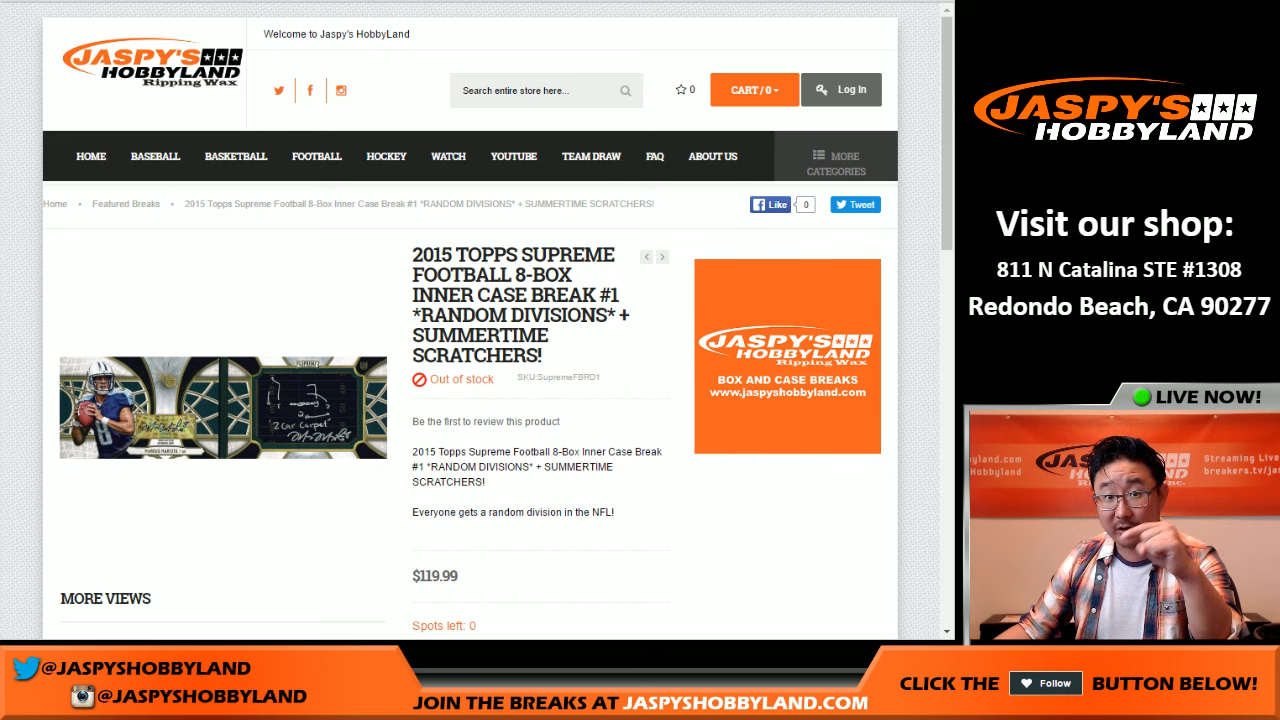 JASPY'S
HOBBYLAND
Ripping Wax
Welcome to Jaspy's HobbyLand
Search entire store here...
0
CART / 0
Log In
HOME
BASEBALL
BASKETBALL
FOOTBALL
HOCKEY
WATCH
YOUTUBE
TEAM DRAW
FAQ
ABOUT US
MORE
CATEGORIES
Home • Featured Breaks • 2015 Topps Supreme Football 8-Box Inner Case Break #1 *RANDOM DIVISIONS* + SUMMERTIME SCRATCHERS!
Like
0
Tweet
2015 TOPPS SUPREME
FOOTBALL 8-BOX
INNER CASE BREAK #1
*RANDOM DIVISIONS* +
SUMMERTIME
SCRATCHERS!
Out of stock
SKU:SupremeFBRD1
Be the first to review this product
2015 Topps Supreme Football 8-Box Inner Case Break
#1 *RANDOM DIVISIONS* + SUMMERTIME
SCRATCHERS!
Everyone gets a random division in the NFL!
$119.99
Spots left: 0
MORE VIEWS
JASPY'S
HOBBYLAND
Ripping Wax
BOX AND CASE BREAKS
www.jaspyshobbyland.com
JASPY'S
HOBBYLAND
Visit our shop:
811 N Catalina STE #1308
Redondo Beach, CA 90277
LIVE NOW!
Streaming Live
breakers.tv/ja
@JASPYSHOBBYLAND
@JASPYSHOBBYLAND
JOIN THE BREAKS AT JASPYSHOBBYLAND.COM
CLICK THE
Follow
BUTTON BELOW!